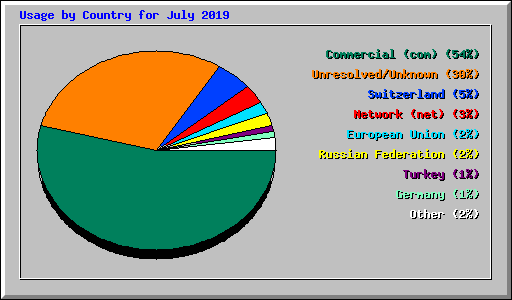 Usage by Country for July 2019
Commercial (com) (54%)
Unresolved/Unknown (30%)
Switzerland (5%)
Network (net) (3%)
European Union (2%)
Russian Federation (2%)
Turkey (1%)
Germany (1%)
Other (2%)